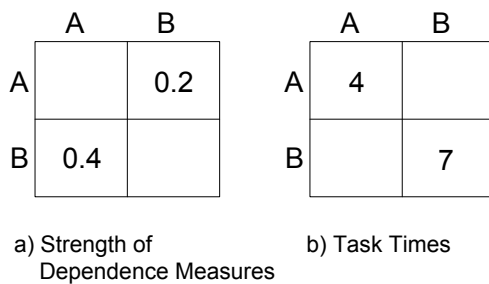 A B A B
A 0.2 A 4
B 0.4 B 7
a) Strength of b) Task Times
Dependence Measures